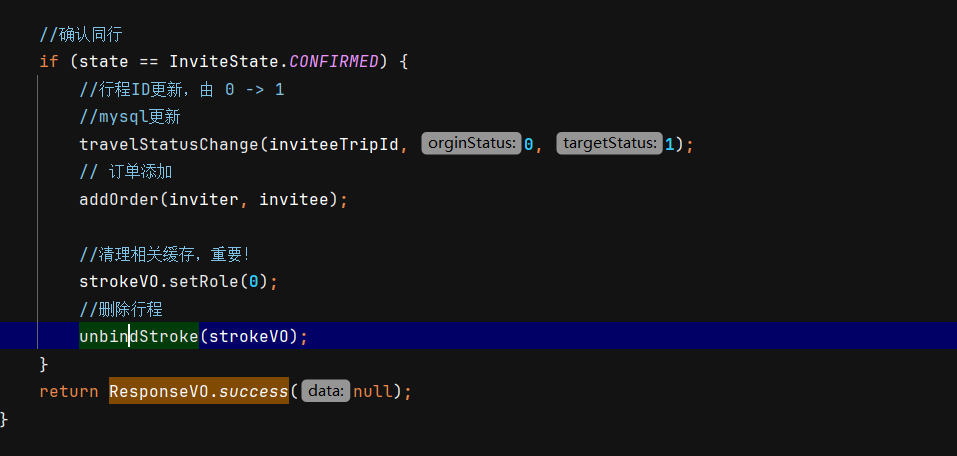 //确认同行
if (state == InviteState.CONFIRMED) {
//行程ID更新，由 0 -> 1
//mysql更新
travelStatusChange(inviteeTripId, orginStatus: 0, targetStatus: 1);
// 订单添加
addOrder(inviter, invitee);
//清理相关缓存，重要！
strokeVO.setRole(0);
//删除行程
unbindStroke(strokeVO);
}
return ResponseVO.success( data: null);
}